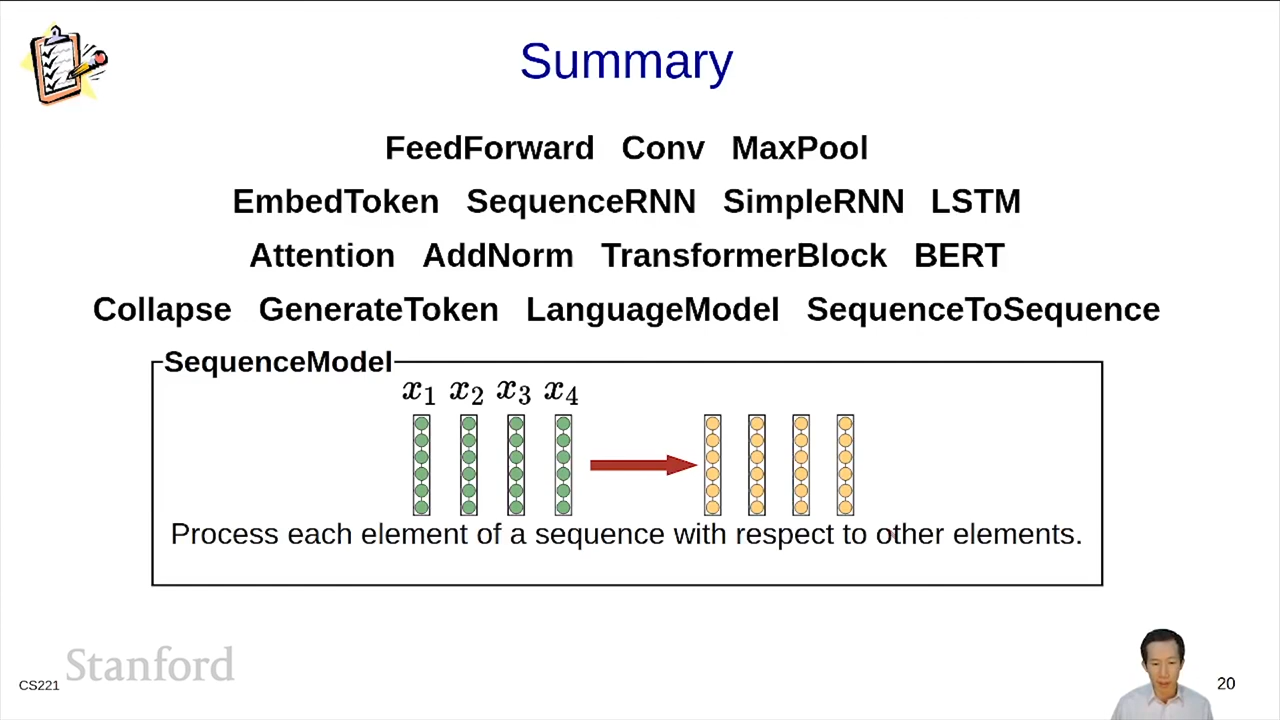 Summary
FeedForward Conv MaxPool
EmbedToken SequenceRNN SimpleRNN LSTM
Attention AddNorm TransformerBlock BERT
Collapse GenerateToken LanguageModel SequenceToSequence
SequenceModel
x₁ x₂ x₃ x₄
Process each element of a sequence with respect to other elements.
Stanford
CS221
20